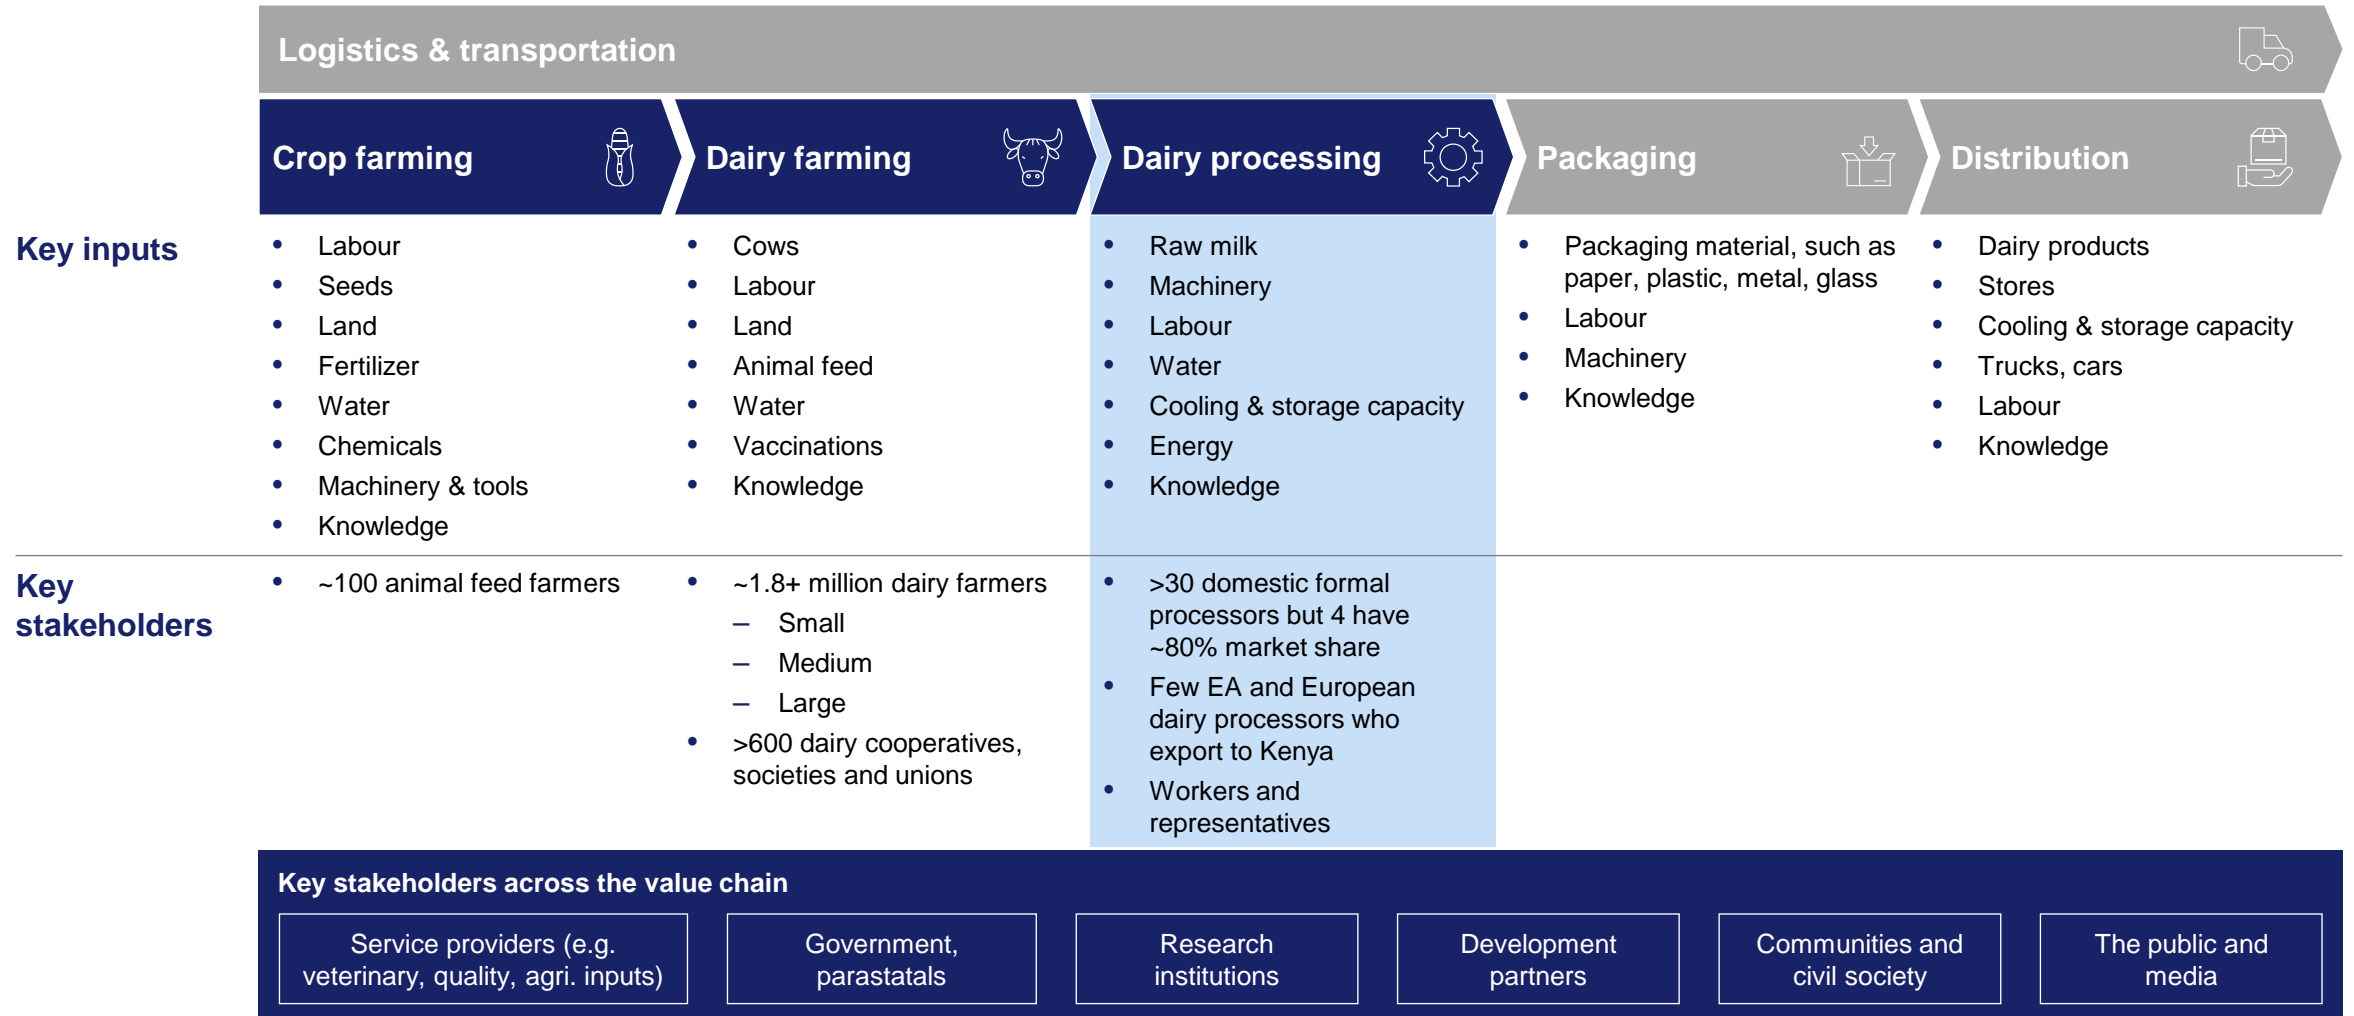 Logistics & transportation
Crop farming
Dairy farming
Dairy processing
Packaging
Distribution
Key inputs
• Labour
• Seeds
• Land
• Fertilizer
• Water
• Chemicals
• Machinery & tools
• Knowledge
• Cows
• Labour
• Land
• Animal feed
• Water
• Vaccinations
• Knowledge
• Raw milk
• Machinery
• Labour
• Water
• Cooling & storage capacity
• Energy
• Knowledge
• Packaging material, such as
paper, plastic, metal, glass
• Labour
• Machinery
• Knowledge
• Dairy products
• Stores
• Cooling & storage capacity
• Trucks, cars
• Labour
• Knowledge
Key
stakeholders
• ~100 animal feed farmers
• ~1.8+ million dairy farmers
– Small
– Medium
– Large
• >600 dairy cooperatives,
societies and unions
• >30 domestic formal
processors but 4 have
~80% market share
• Few EA and European
dairy processors who
export to Kenya
• Workers and
representatives
Key stakeholders across the value chain
Service providers (e.g.
veterinary, quality, agri. inputs)
Government,
parastatals
Research
institutions
Development
partners
Communities and
civil society
The public and
media